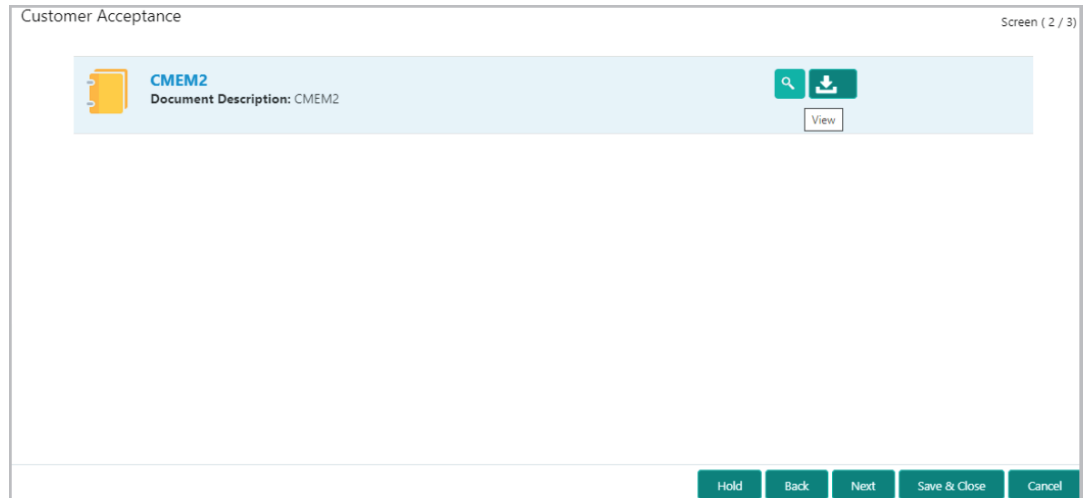 Customer Acceptance
Screen ( 2 / 3)
CMEM2
Document Description: CMEM2
View
Hold Back Next Save & Close Cancel